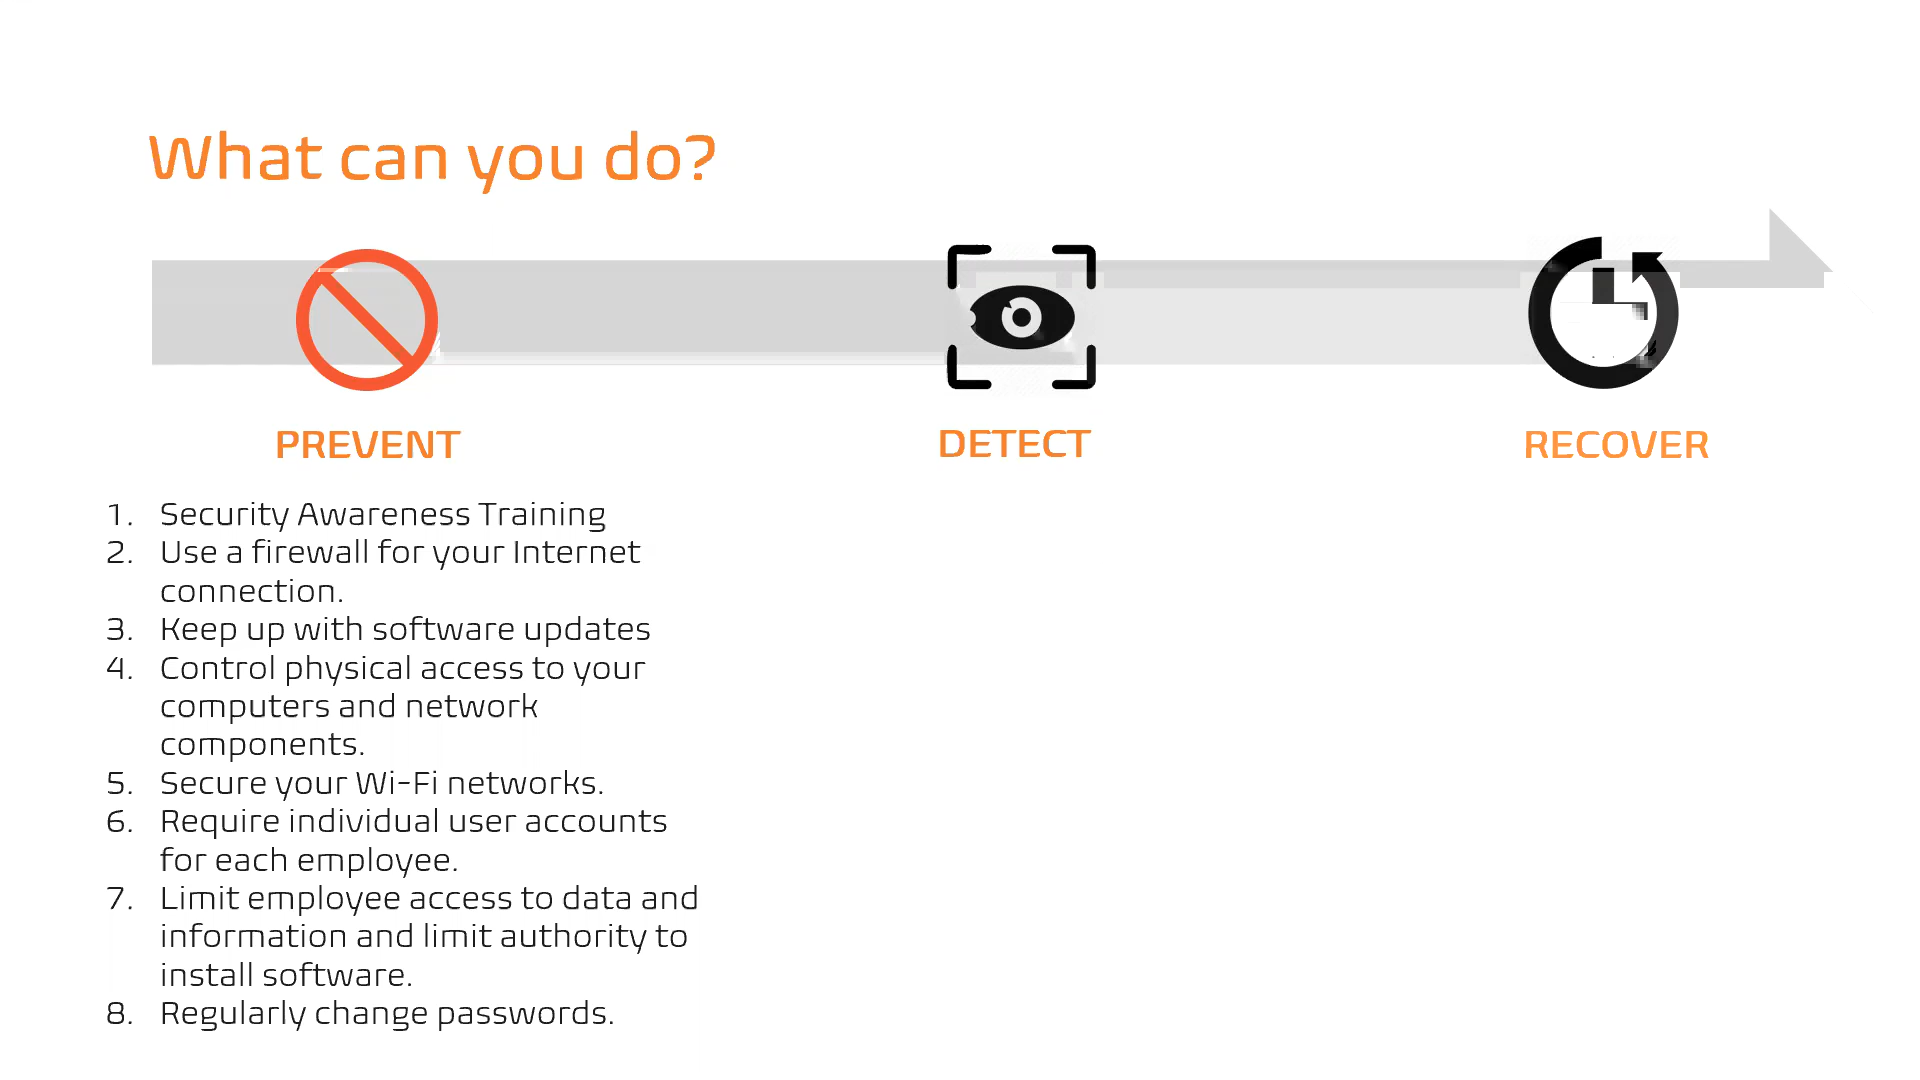 What can you do?
PREVENT
DETECT
RECOVER
1. Security Awareness Training
2. Use a firewall for your Internet
connection.
3. Keep up with software updates
4. Control physical access to your
computers and network
components.
5. Secure your Wi-Fi networks.
6. Require individual user accounts
for each employee.
7. Limit employee access to data and
information and limit authority to
install software.
8. Regularly change passwords.